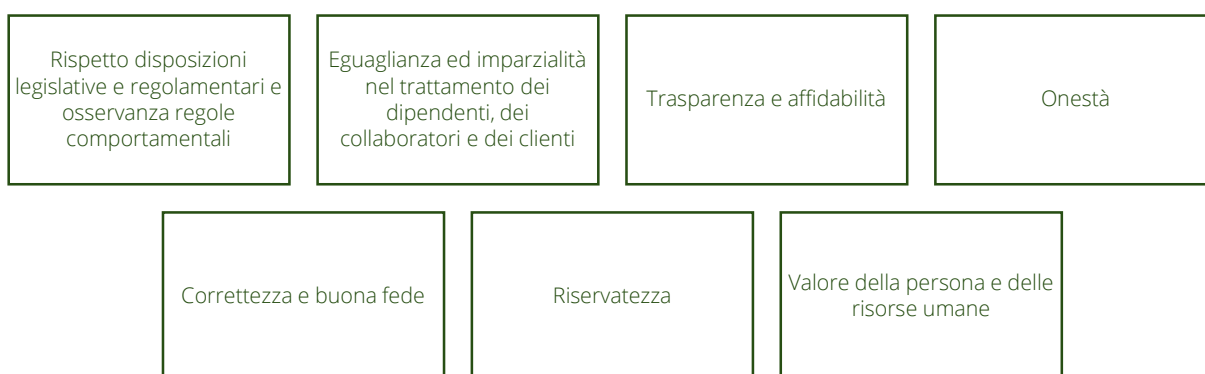 Rispetto disposizioni
legislative e regolamentari e
osservanza regole
comportamentali
Eguaglianza ed imparzialità
nel trattamento dei
dipendenti, dei
collaboratori e dei clienti
Trasparenza e affidabilità
Onestà
Correttezza e buona fede
Riservatezza
Valore della persona e delle
risorse umane